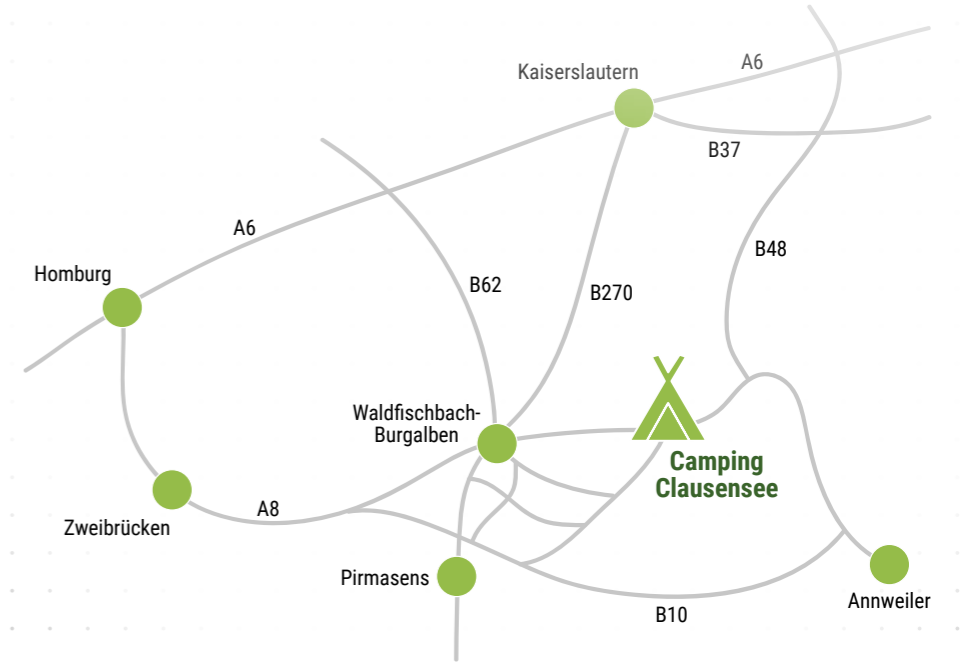 Kaiserslautern
A6
B37
A6
B48
Homburg
B62
B270
Waldfischbach-
Burgalben
Camping
Clausensee
A8
Zweibrücken
Pirmasens
Annweiler
B10